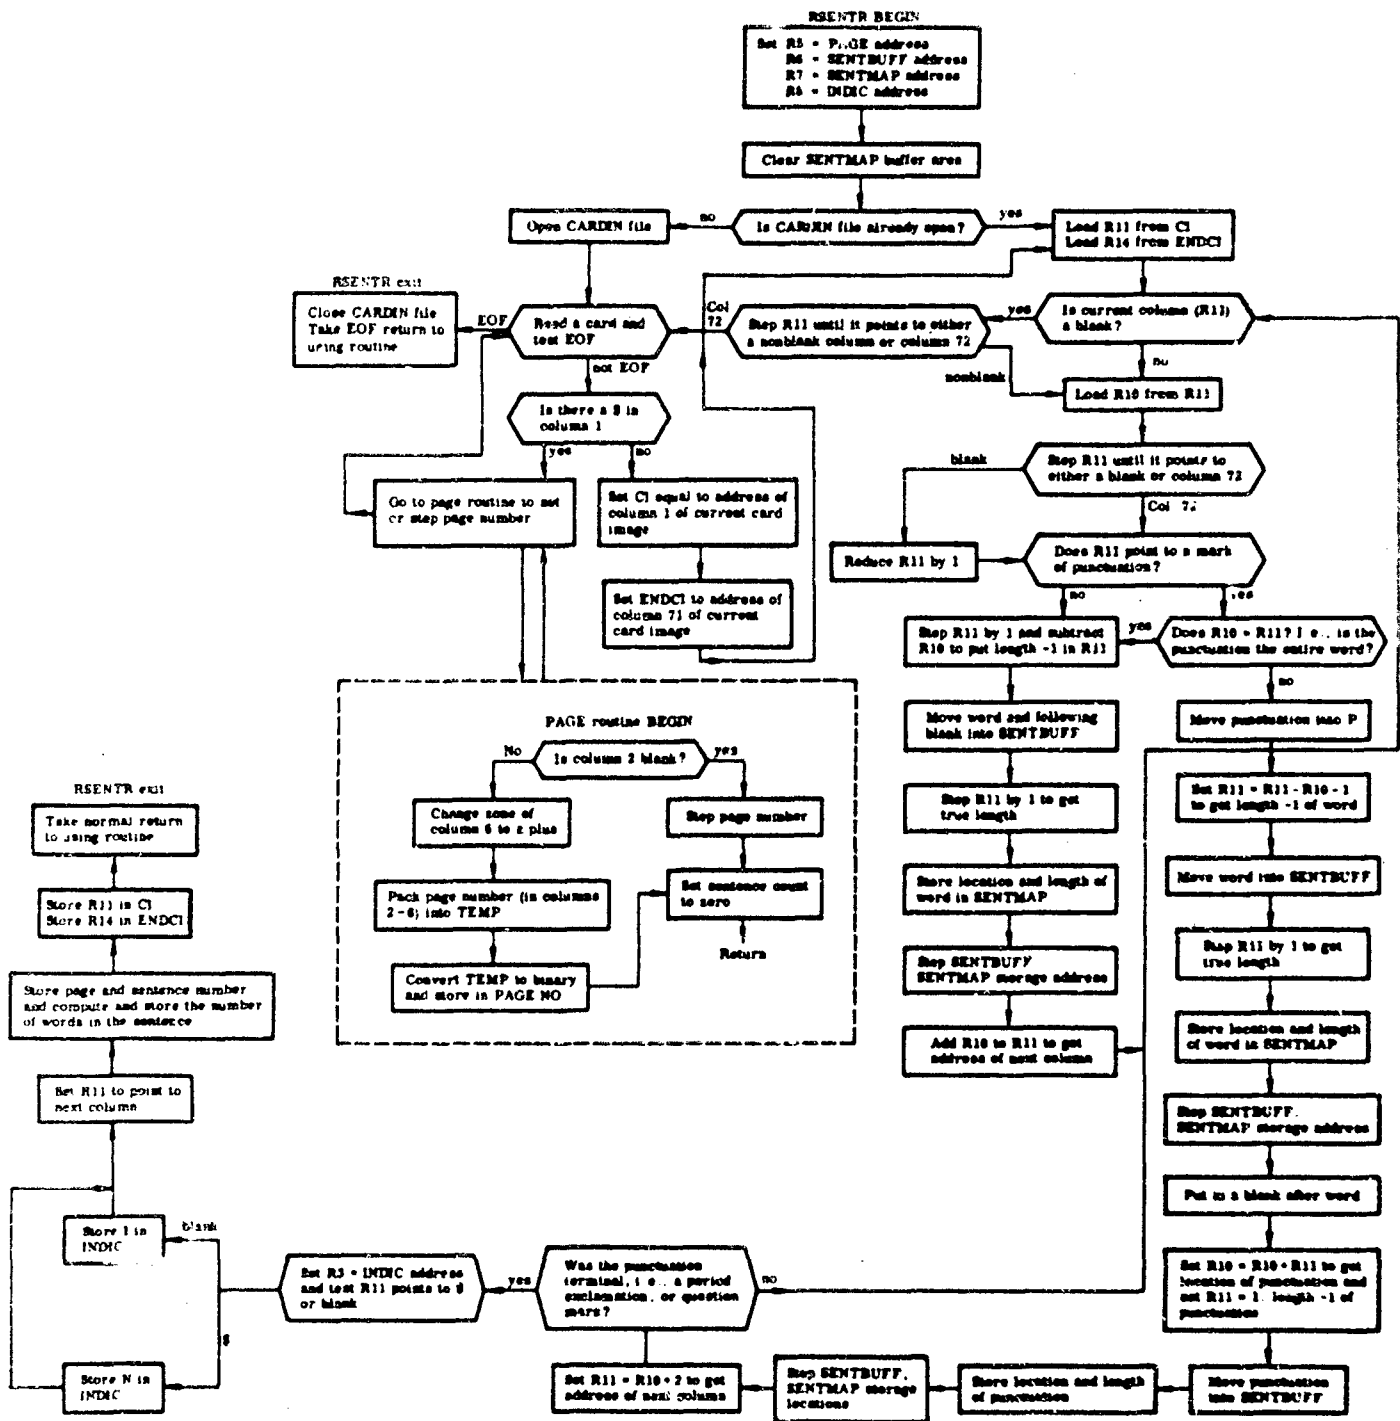 RSENTR BEGIN
Set R5 = PAGE address
R6 = SENTBUFF address
R7 = SENTMAP address
R8 = INDIC address
Clear SENTMAP buffer area
Open CARDIN file
no
Is CARDIN file already open?
yes
Load R11 from CI
Load R14 from ENDCI
RSENTR exit
Close CARDIN file
Take EOF return to
using routine
EOF
Read a card and
test EOF
not EOF
Col
72
Step R11 until it points to either
a nonblank column or column 72
yes
Is current column (R11)
a blank?
no
nonblank
Load R10 from R11
Is there a $ in
column 1
yes
no
blank
Step R11 until it points to
either a blank or column 72
Col 72
Go to page routine to set
or step page number
Set CI equal to address of
column 1 of current card
image
Reduce R11 by 1
Does R11 point to a mark
of punctuation?
no
yes
Set ENDCI to address of
column 71 of current
card image
Step R11 by 1 and subtract
R10 to put length -1 in R11
yes
Does R10 = R11? I.e., is the
punctuation the entire word?
no
PAGE routine BEGIN
No
Is column 2 blank?
yes
Change zone of
column 6 to a plus
Step page number
Pack page number (in columns
2-6) into TEMP
Set sentence count
to zero
Return
Convert TEMP to binary
and store in PAGE NO
Move word and following
blank into SENTBUFF
Step R11 by 1 to get
true length
Store location and length of
word in SENTMAP
Step SENTBUFF
SENTMAP storage address
Add R10 to R11 to get
address of next column
Move punctuation into P
Set R11 = R11 - R10 - 1
to get length -1 of word
Move word into SENTBUFF
Step R11 by 1 to get
true length
Store location and length
of word in SENTMAP
Step SENTBUFF,
SENTMAP storage address
Put in a blank after word
Set R10 = R10 + R11 to get
location of punctuation and
set R11 = 1, length -1 of
punctuation
RSENTR exit
Take normal return
to using routine
Store R11 in CI
Store R14 in ENDCI
Store page and sentence number
and compute and store the number
of words in the sentence
Set R11 to point to
next column
Store 1 in
INDIC
blank
$
Store N in
INDIC
Set R3 = INDIC address
and test R11 points to $
or blank
yes
Was the punctuation
terminal, i.e., a period
exclamation, or question
mark?
no
Set R11 = R10 + 2 to get
address of next column
Step SENTBUFF,
SENTMAP storage
locations
Store location and length
of punctuation
Move punctuation
into SENTBUFF